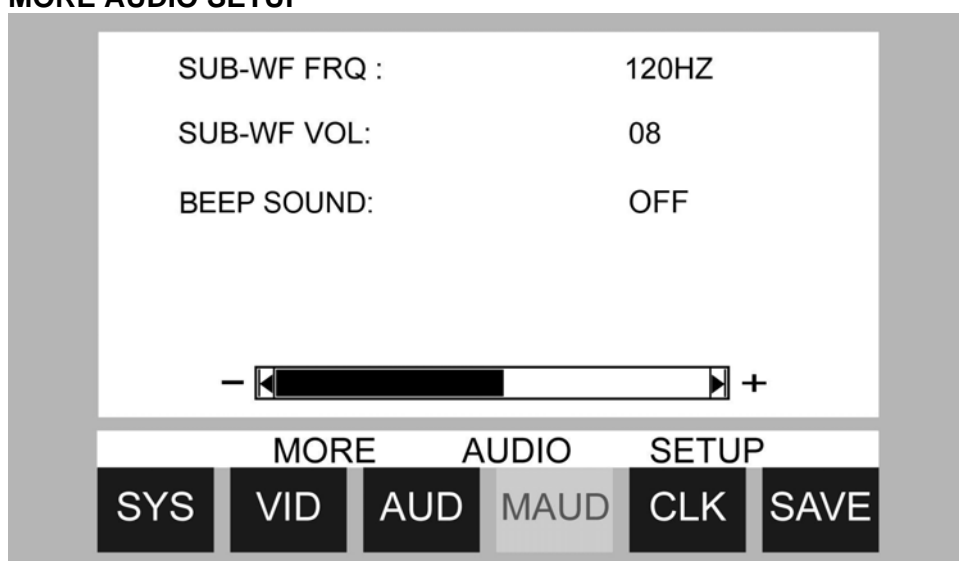 MORE AUDIO SETUP
SUB-WF FRQ : 120HZ
SUB-WF VOL: 08
BEEP SOUND: OFF
− +
MORE AUDIO SETUP
SYS VID AUD MAUD CLK SAVE